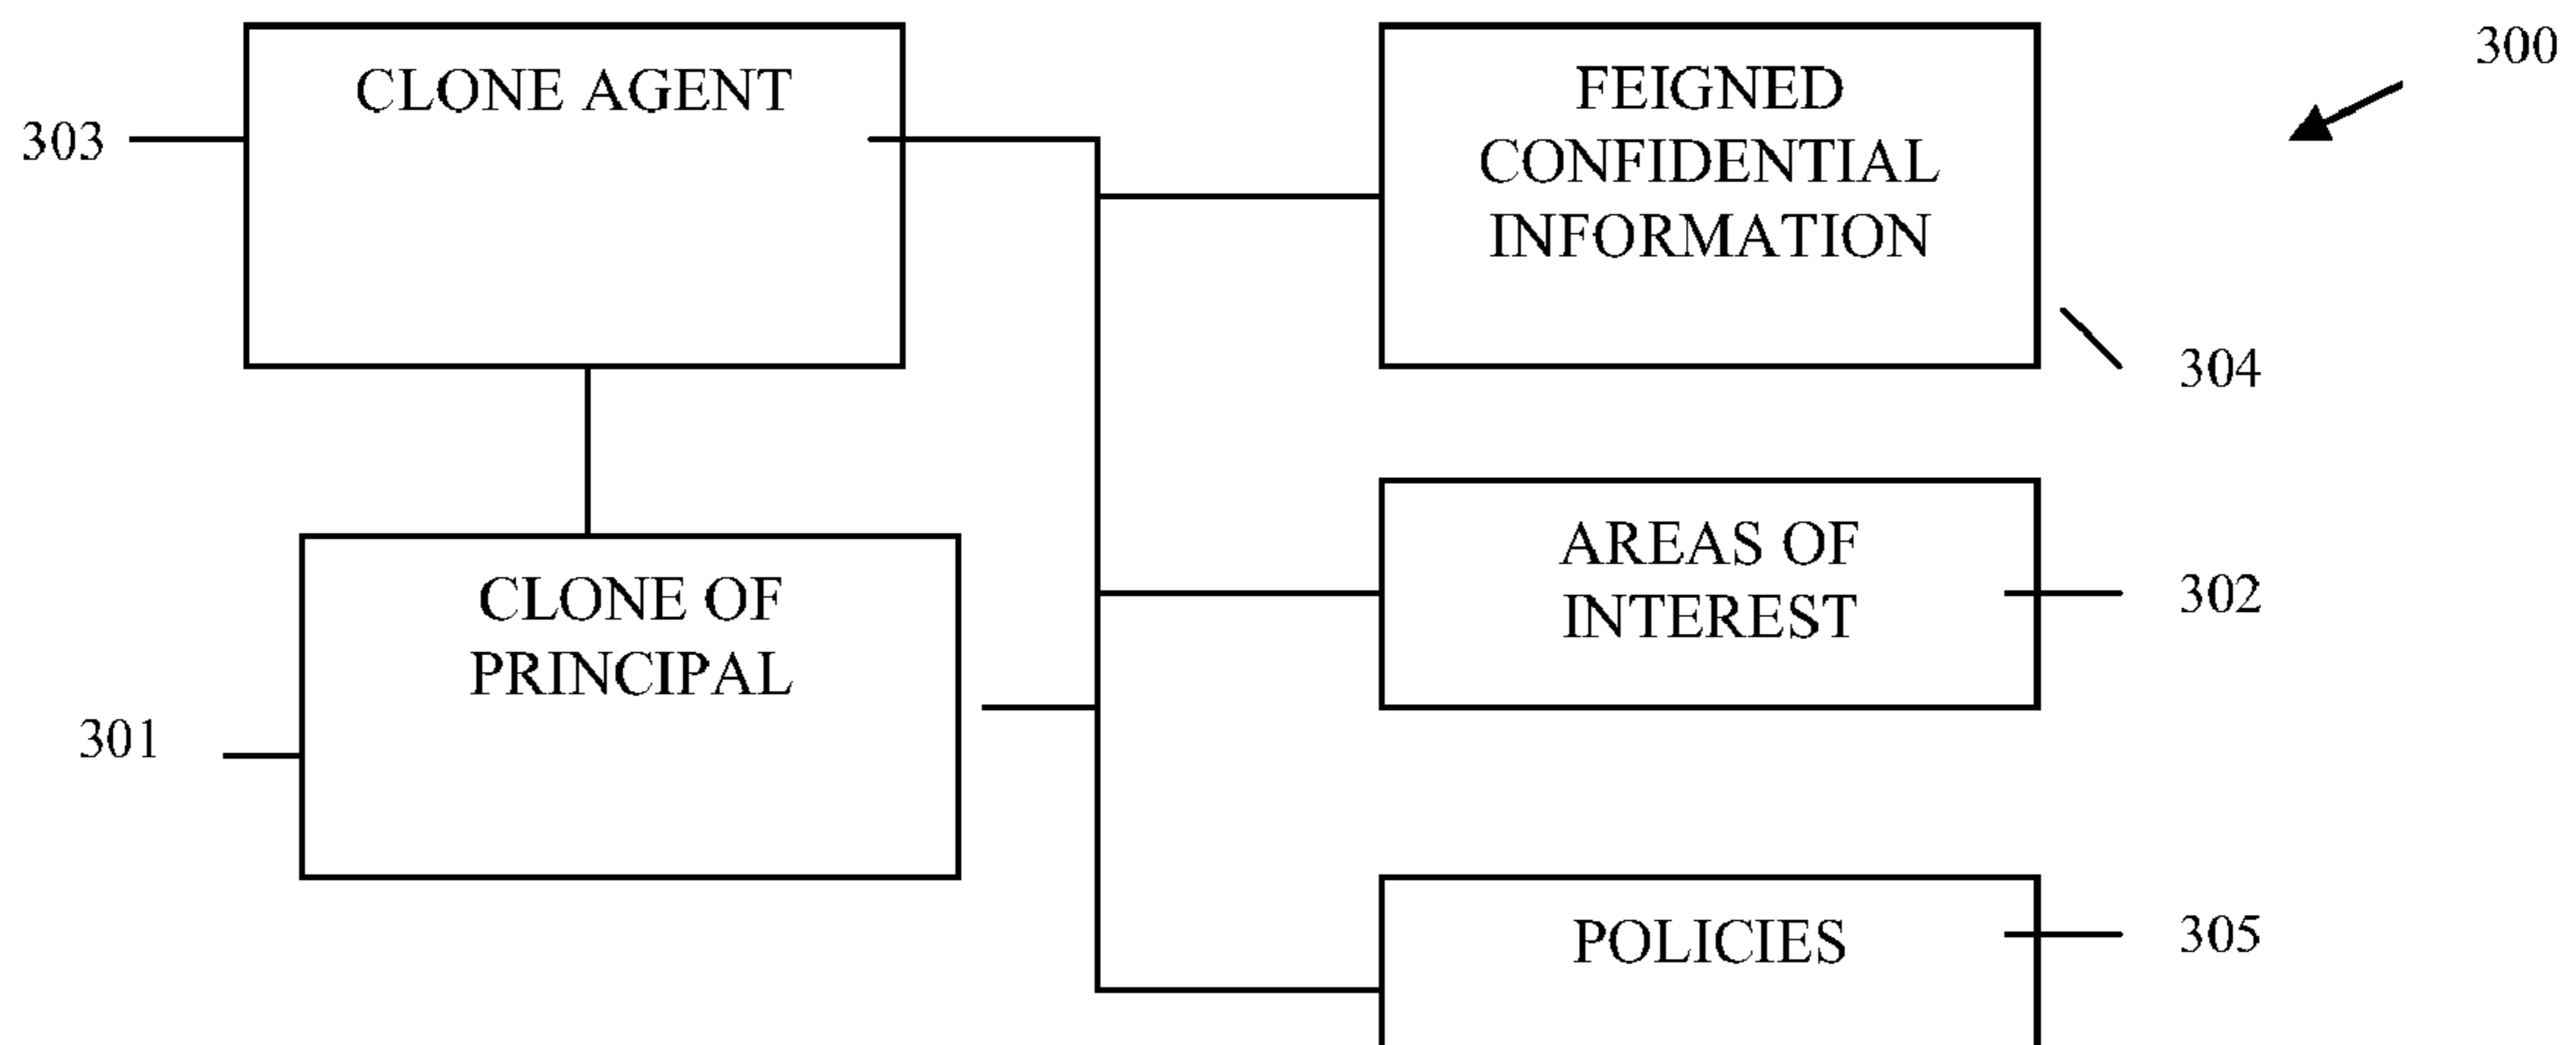 CLONE AGENT
303
FEIGNED
CONFIDENTIAL
INFORMATION
300
304
CLONE OF
PRINCIPAL
301
AREAS OF
INTEREST
302
POLICIES
305